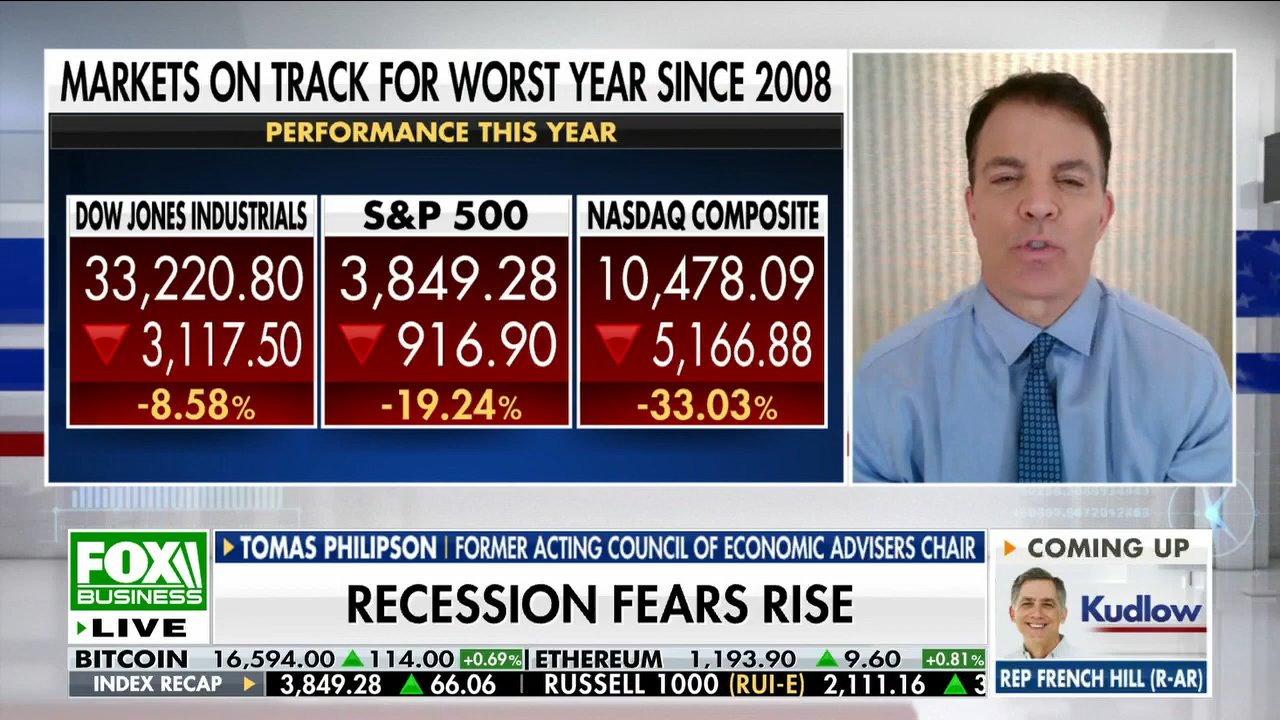 MARKETS ON TRACK FOR WORST YEAR SINCE 2008
PERFORMANCE THIS YEAR
DOW JONES INDUSTRIALS
33,220.80
3,117.50
-8.58%
S&P 500
3,849.28
916.90
-19.24%
NASDAQ COMPOSITE
10,478.09
5,166.88
-33.03%
FOX
BUSINESS
LIVE
TOMAS PHILIPSON | FORMER ACTING COUNCIL OF ECONOMIC ADVISERS CHAIR
RECESSION FEARS RISE
COMING UP
Kudlow
REP FRENCH HILL (R-AR)
BITCOIN 16,594.00 114.00 +0.69% ETHEREUM 1,193.90 9.60 +0.81%
INDEX RECAP 3,849.28 66.06 | RUSSELL 1000 (RUI-E) 2,111.16